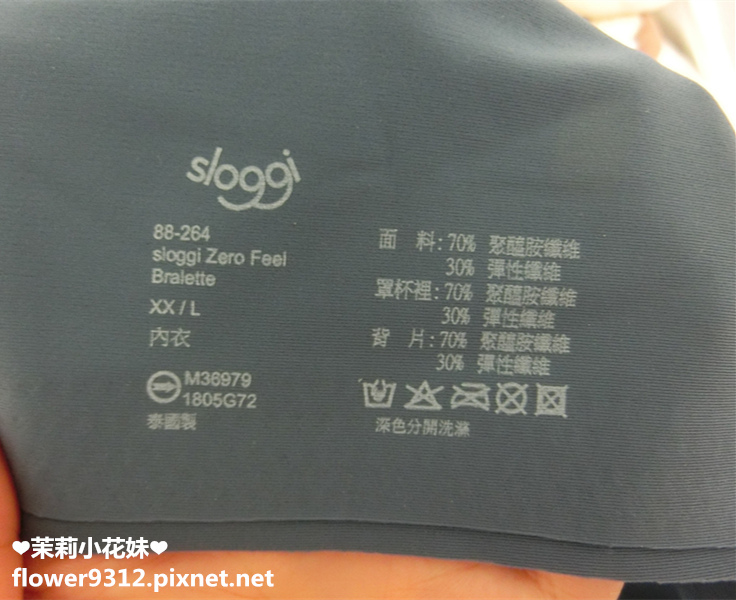 sloggi
88-264
sloggi Zero Feel
Bralette
XX / L
內衣
M36979
1805G72
泰國製
面 料:70% 聚醯胺纖維
30% 彈性纖維
罩杯裡:70% 聚醯胺纖維
30% 彈性纖維
背 片:70% 聚醯胺纖維
30% 彈性纖維
深色分開洗滌
❤茉莉小花妹❤
flower9312.pixnet.net